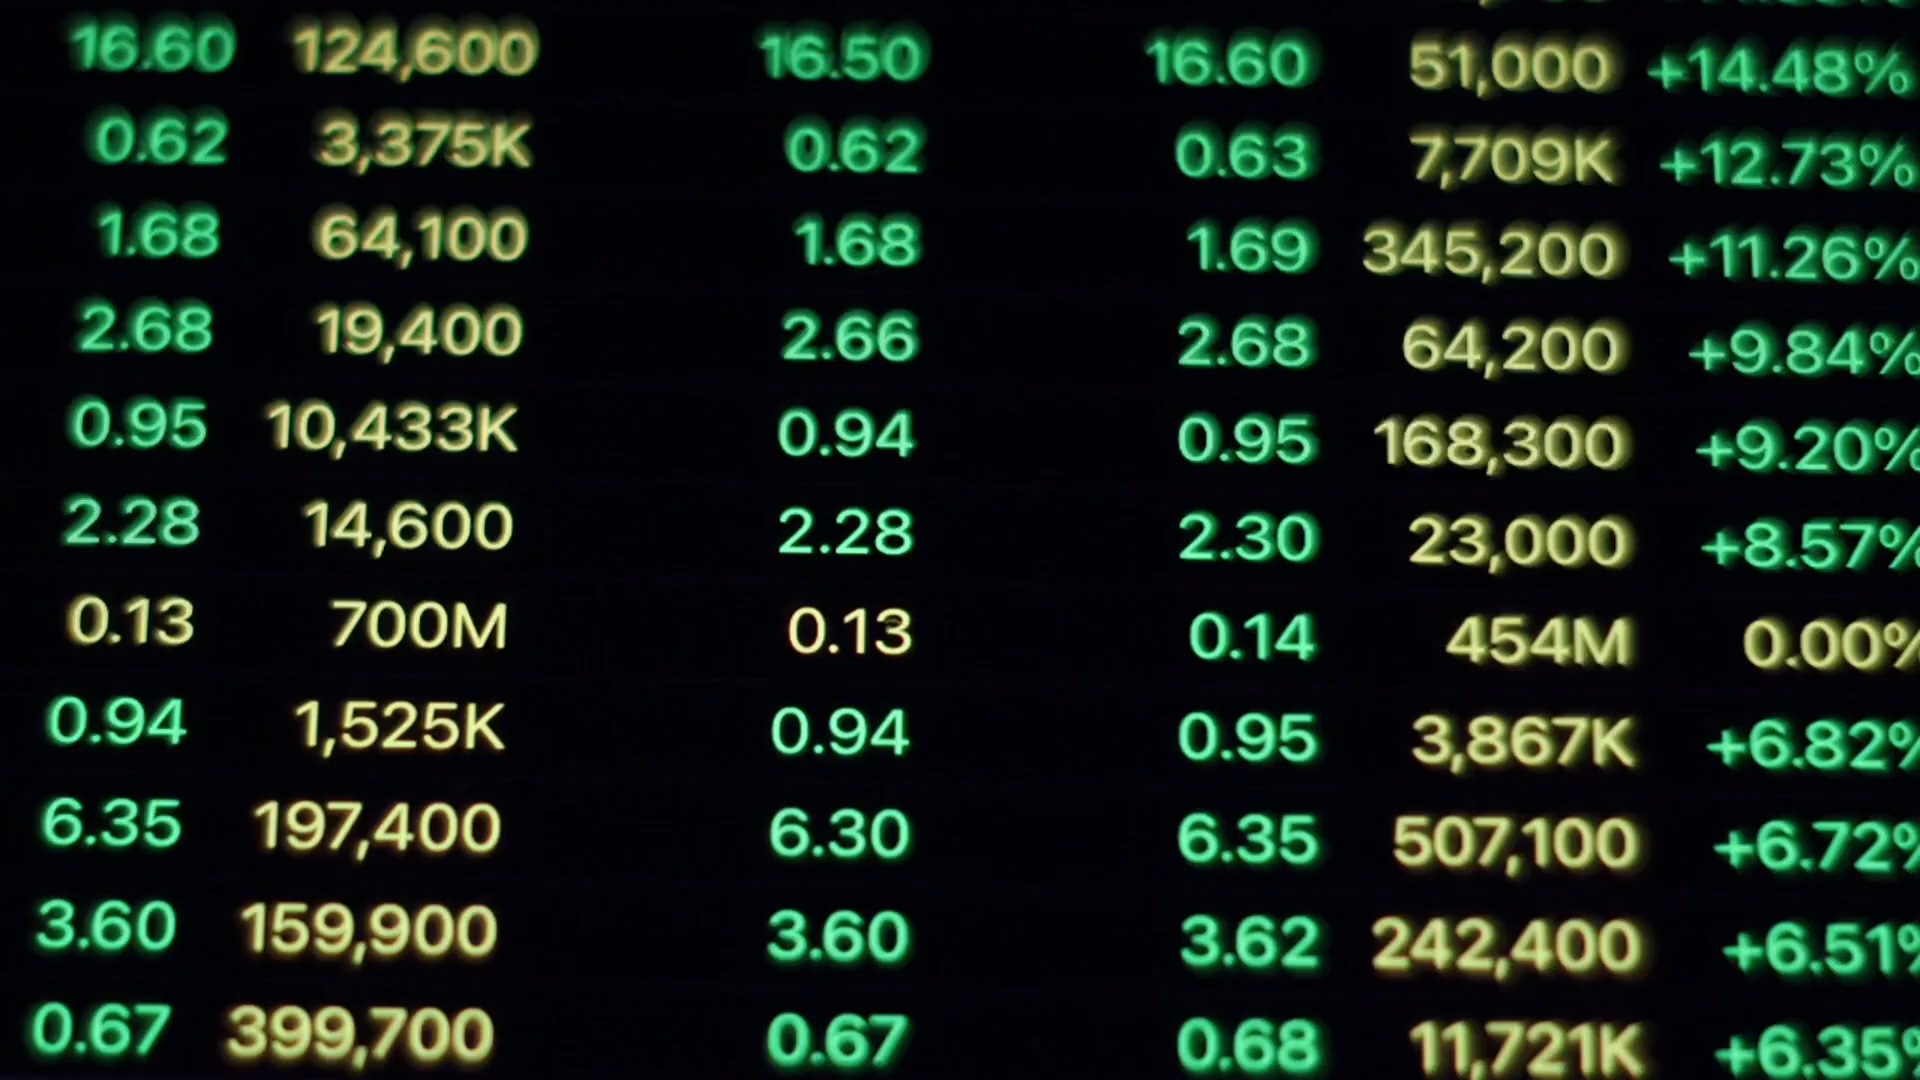 16.60 124,600 16.50 16.60 51,000 +14.48%
0.62 3,375K 0.62 0.63 7,709K +12.73%
1.68 64,100 1.68 1.69 345,200 +11.26%
2.68 19,400 2.66 2.68 64,200 +9.84%
0.95 10,433K 0.94 0.95 168,300 +9.20%
2.28 14,600 2.28 2.30 23,000 +8.57%
0.13 700M 0.13 0.14 454M 0.00%
0.94 1,525K 0.94 0.95 3,867K +6.82%
6.35 197,400 6.30 6.35 507,100 +6.72%
3.60 159,900 3.60 3.62 242,400 +6.51%
0.67 399,700 0.67 0.68 11,721K +6.35%